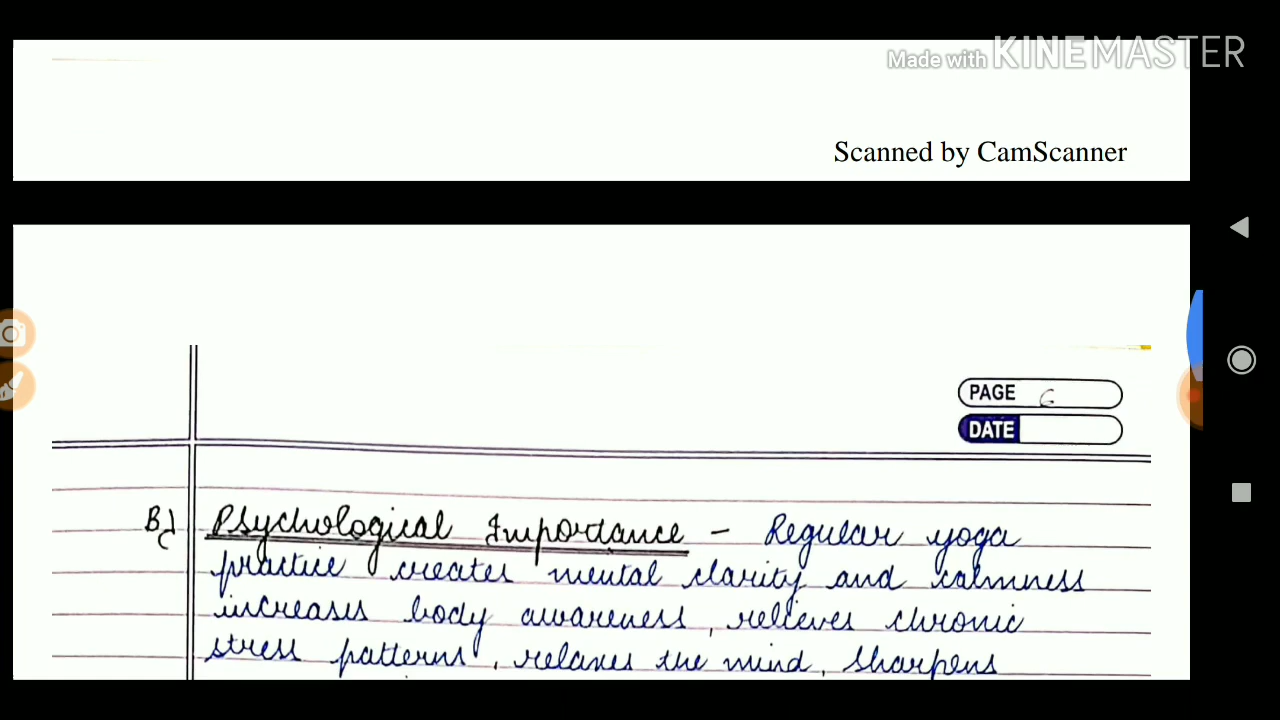 Made with KINEMASTER
Scanned by CamScanner
PAGE 6
DATE
B) Psychological Importance - Regular yoga
practice creates mental clarity and calmness
increases body awareness, relieves chronic
stress patterns, relaxes the mind, sharpens